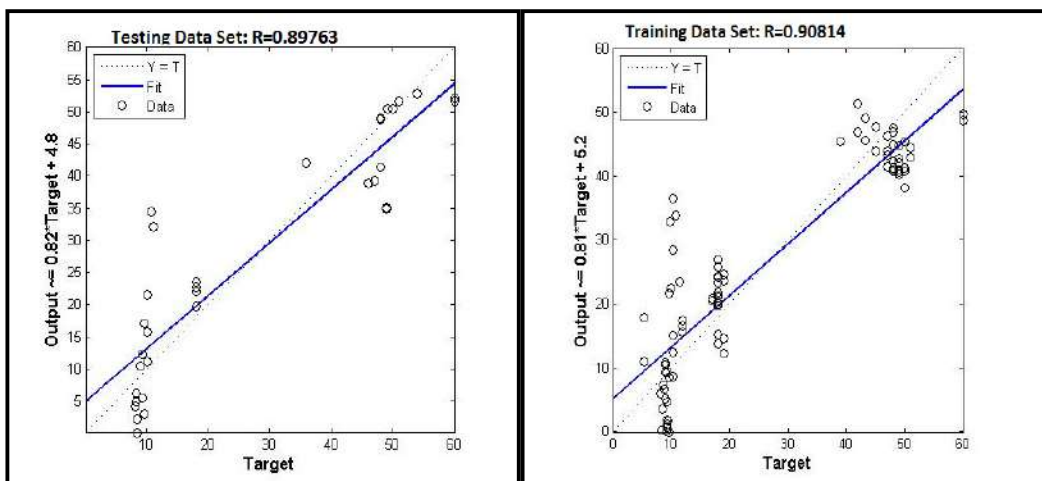 Testing Data Set: R=0.89763
Y = T
Fit
Data
60
55
50
45
40
35
30
25
20
15
10
5
Output ~= 0.82*Target + 4.8
10
20
30
40
50
60
Target
Training Data Set: R=0.90814
Y = T
Fit
Data
60
50
40
30
20
10
0
Output ~= 0.81*Target + 5.2
0
10
20
30
40
50
60
Target